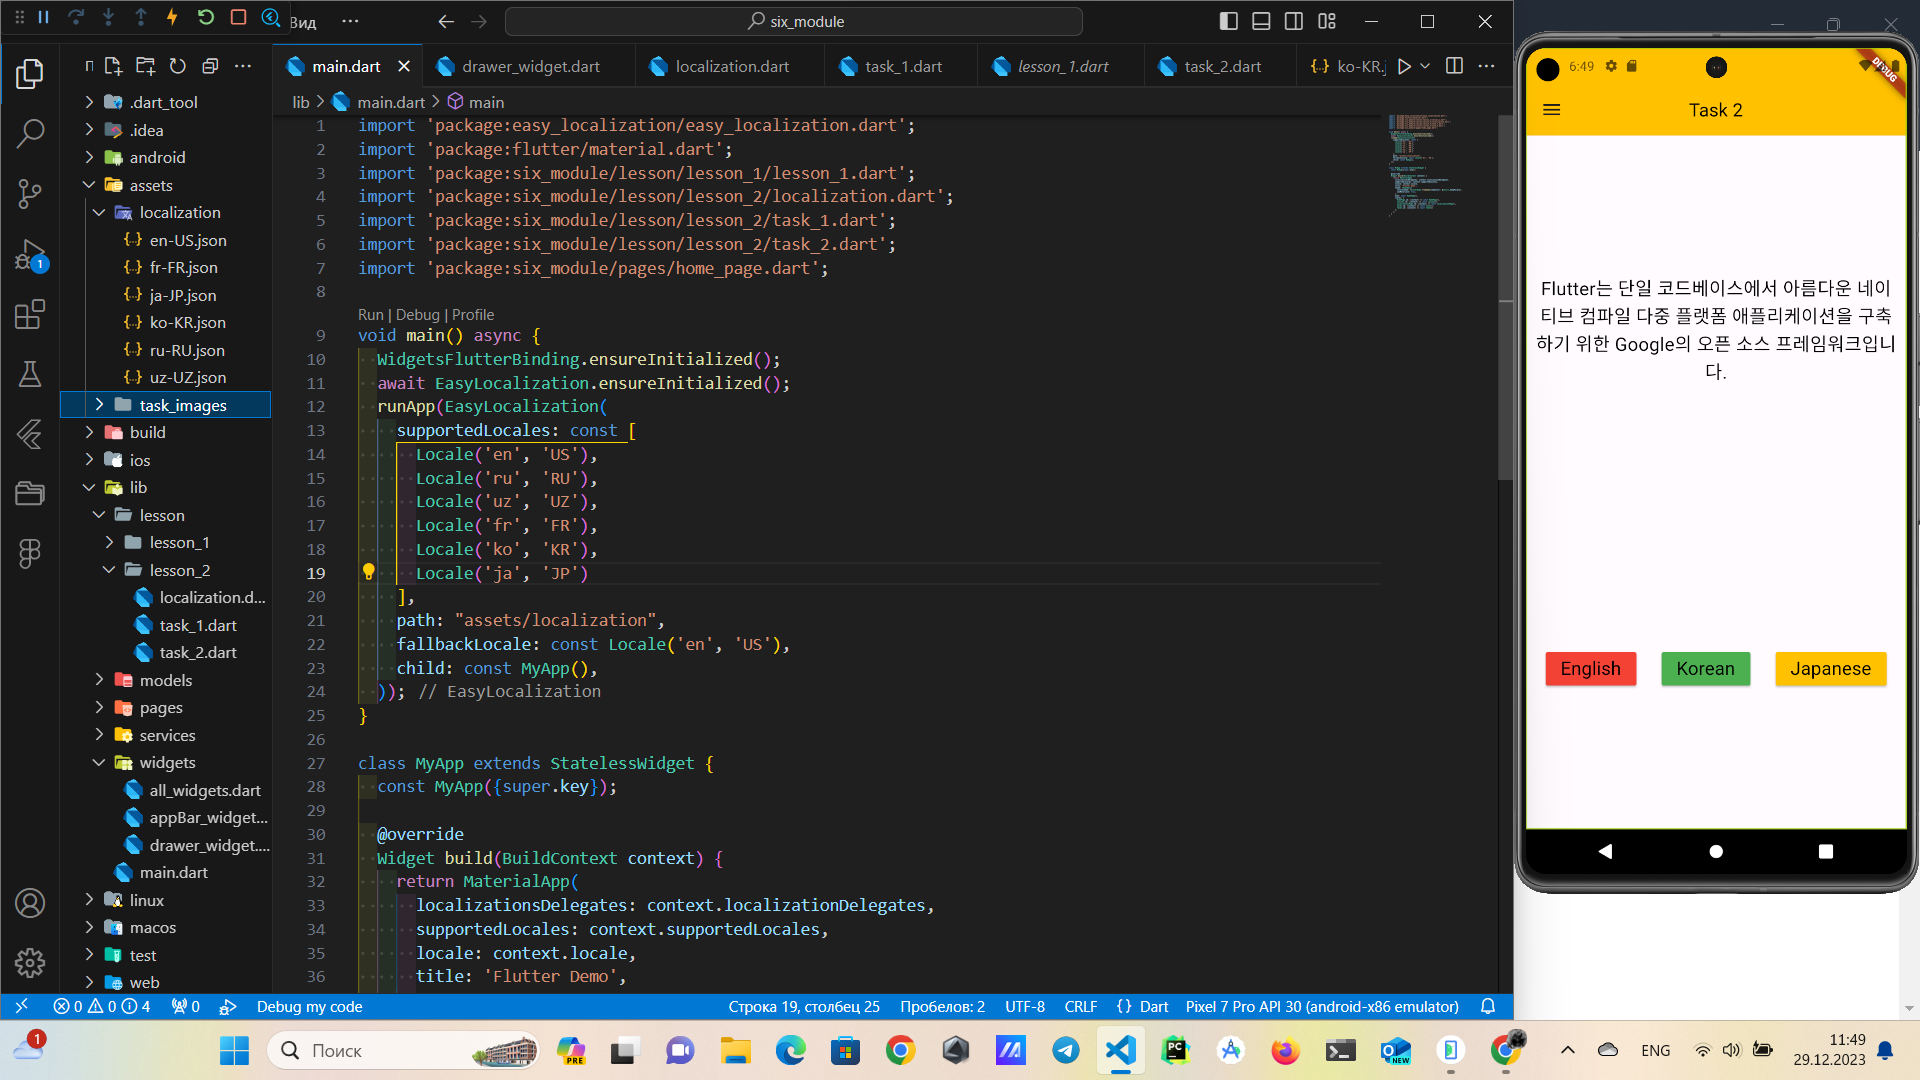 Вид
six_module
П
main.dart
drawer_widget.dart
localization.dart
task_1.dart
lesson_1.dart
task_2.dart
ko-KR.j
lib > main.dart > main
.dart_tool
.idea
android
assets
localization
en-US.json
fr-FR.json
ja-JP.json
ko-KR.json
ru-RU.json
uz-UZ.json
task_images
build
ios
lib
lesson
lesson_1
lesson_2
localization.d...
task_1.dart
task_2.dart
models
pages
services
widgets
all_widgets.dart
appBar_widget...
drawer_widget....
main.dart
linux
macos
test
web
1 import 'package:easy_localization/easy_localization.dart';
2 import 'package:flutter/material.dart';
3 import 'package:six_module/lesson/lesson_1/lesson_1.dart';
4 import 'package:six_module/lesson/lesson_2/localization.dart';
5 import 'package:six_module/lesson/lesson_2/task_1.dart';
6 import 'package:six_module/lesson/lesson_2/task_2.dart';
7 import 'package:six_module/pages/home_page.dart';
8
Run | Debug | Profile
9 void main() async {
10 WidgetsFlutterBinding.ensureInitialized();
11 await EasyLocalization.ensureInitialized();
12 runApp(EasyLocalization(
13 supportedLocales: const [
14 Locale('en', 'US'),
15 Locale('ru', 'RU'),
16 Locale('uz', 'UZ'),
17 Locale('fr', 'FR'),
18 Locale('ko', 'KR'),
19 Locale('ja', 'JP')
20 ],
21 path: "assets/localization",
22 fallbackLocale: const Locale('en', 'US'),
23 child: const MyApp(),
24 )); // EasyLocalization
25 }
26
27 class MyApp extends StatelessWidget {
28 const MyApp({super.key});
29
30 @override
31 Widget build(BuildContext context) {
32 return MaterialApp(
33 localizationsDelegates: context.localizationDelegates,
34 supportedLocales: context.supportedLocales,
35 locale: context.locale,
36 title: 'Flutter Demo',
1
0 0 4 0 Debug my code
Строка 19, столбец 25 Пробелов: 2 UTF-8 CRLF {} Dart Pixel 7 Pro API 30 (android-x86 emulator)
6:49
DEBUG
Task 2
Flutter는 단일 코드베이스에서 아름다운 네이
티브 컴파일 다중 플랫폼 애플리케이션을 구축
하기 위한 Google의 오픈 소스 프레임워크입니
다.
English
Korean
Japanese
1
Поиск
PRE
PC
NEW
ENG
11:49
29.12.2023